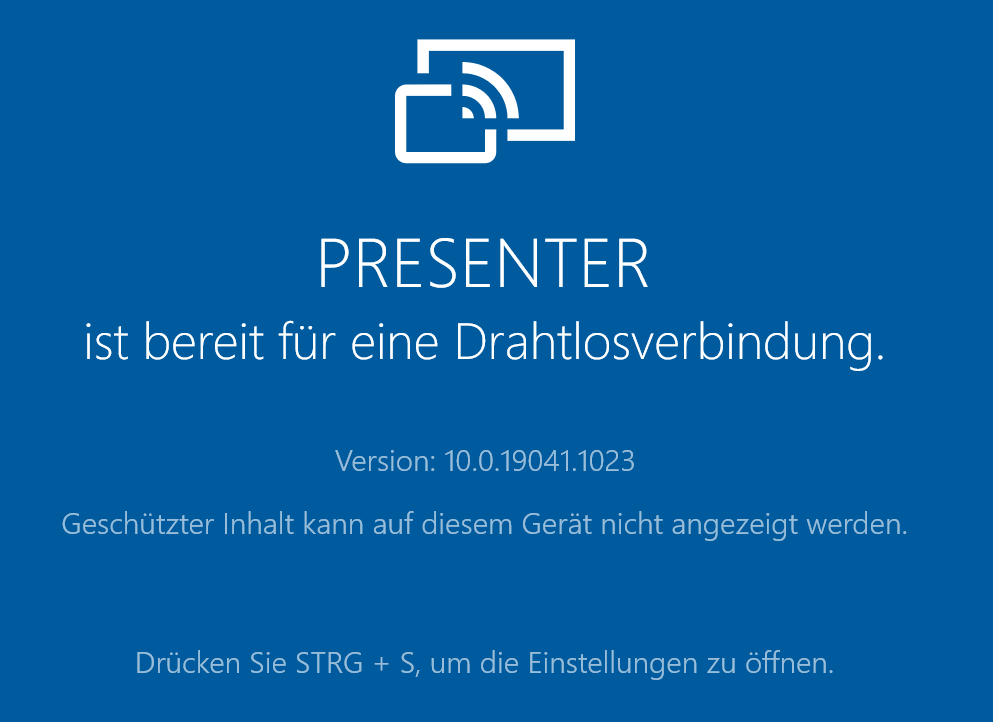 PRESENTER
ist bereit für eine Drahtlosverbindung.
Version: 10.0.19041.1023
Geschützter Inhalt kann auf diesem Gerät nicht angezeigt werden.
Drücken Sie STRG + S, um die Einstellungen zu öffnen.